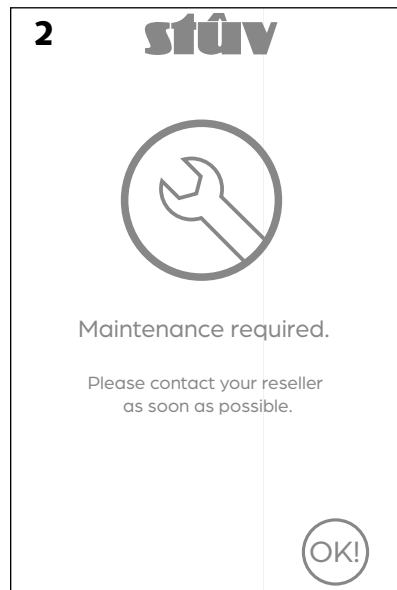 2
stûv
Maintenance required.
Please contact your reseller
as soon as possible.
OK!